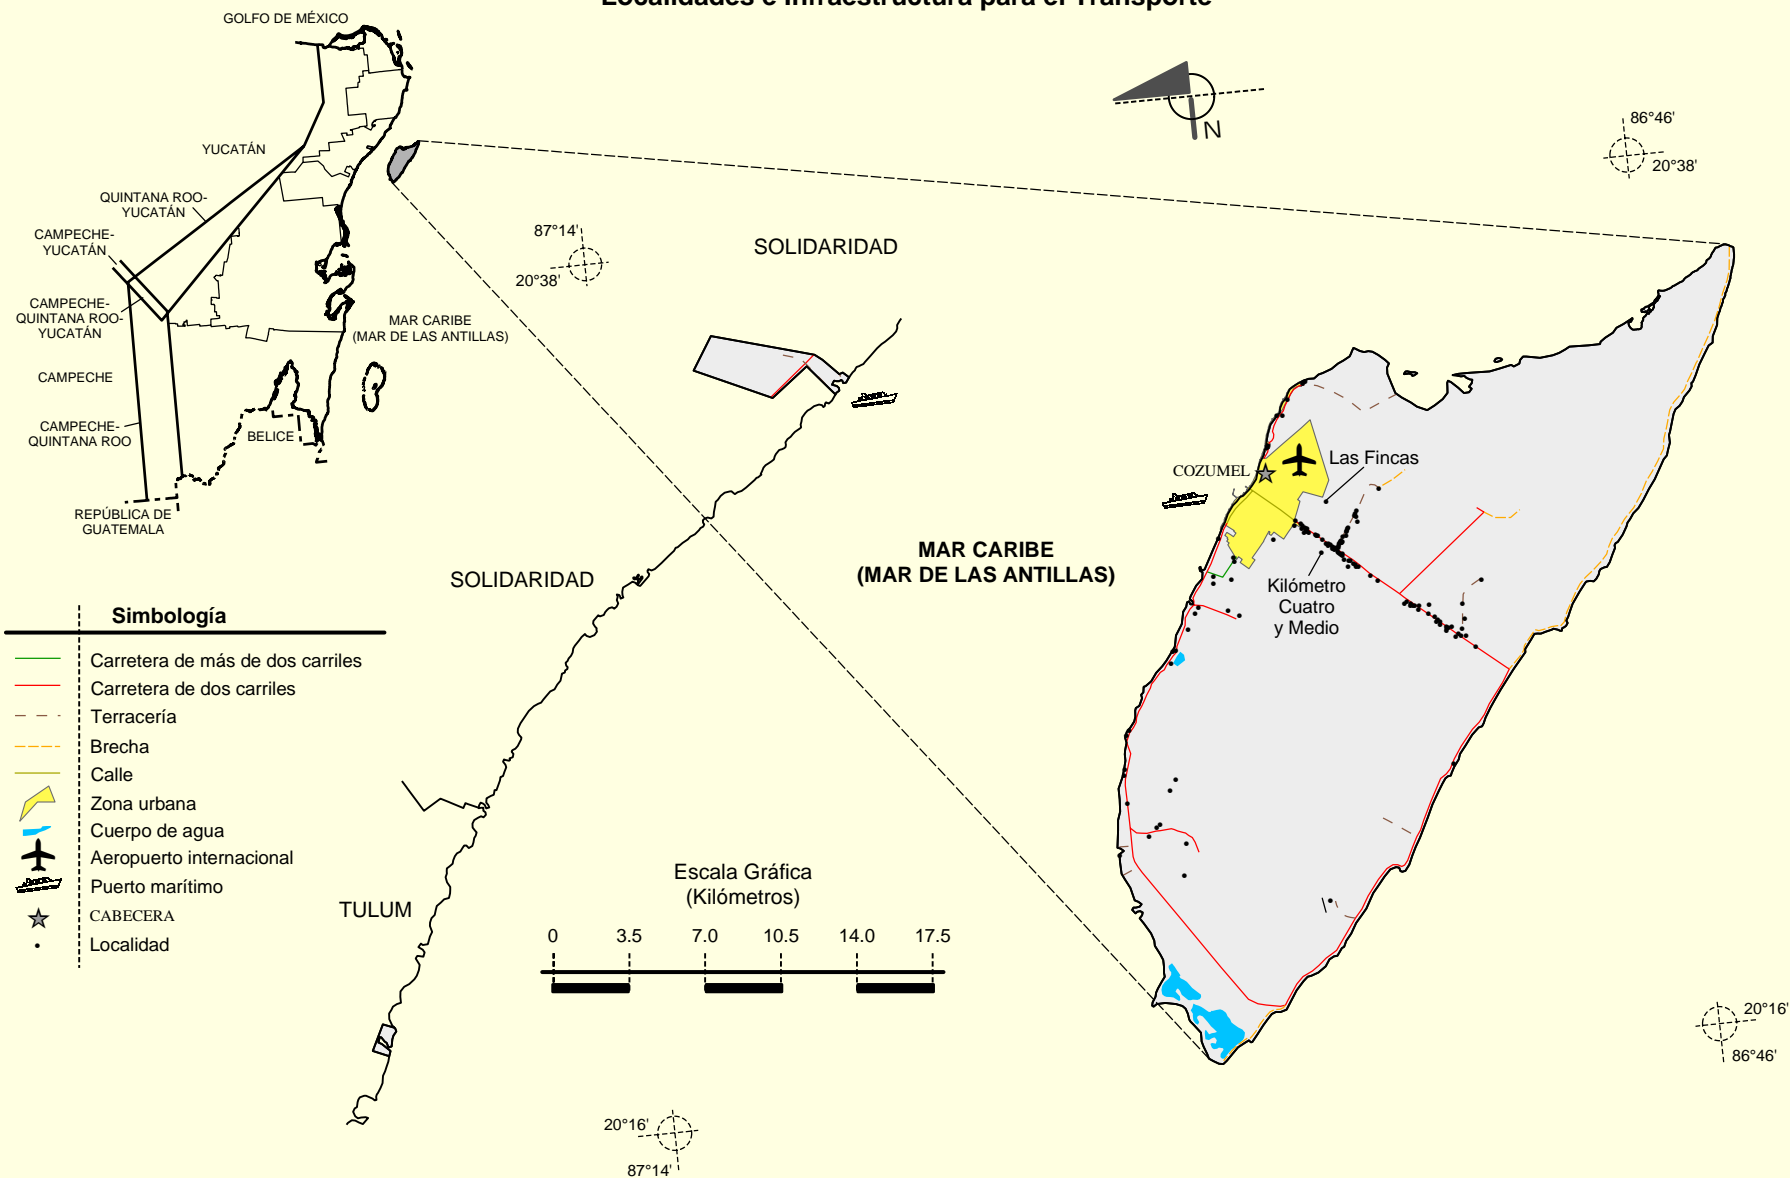 Localidades e Infraestructura para el Transporte
GOLFO DE MÉXICO
YUCATÁN
QUINTANA ROO-
YUCATÁN
CAMPECHE-
YUCATÁN
CAMPECHE-
QUINTANA ROO-
YUCATÁN
CAMPECHE
CAMPECHE-
QUINTANA ROO
REPÚBLICA DE
GUATEMALA
BELICE
MAR CARIBE
(MAR DE LAS ANTILLAS)
N
86°46'
20°38'
87°14'
20°38'
SOLIDARIDAD
COZUMEL
Las Fincas
Kilómetro
Cuatro
y Medio
MAR CARIBE
(MAR DE LAS ANTILLAS)
SOLIDARIDAD
TULUM
Simbología
Carretera de más de dos carriles
Carretera de dos carriles
Terracería
Brecha
Calle
Zona urbana
Cuerpo de agua
Aeropuerto internacional
Puerto marítimo
CABECERA
Localidad
Escala Gráfica
(Kilómetros)
0 3.5 7.0 10.5 14.0 17.5
20°16'
86°46'
20°16'
87°14'